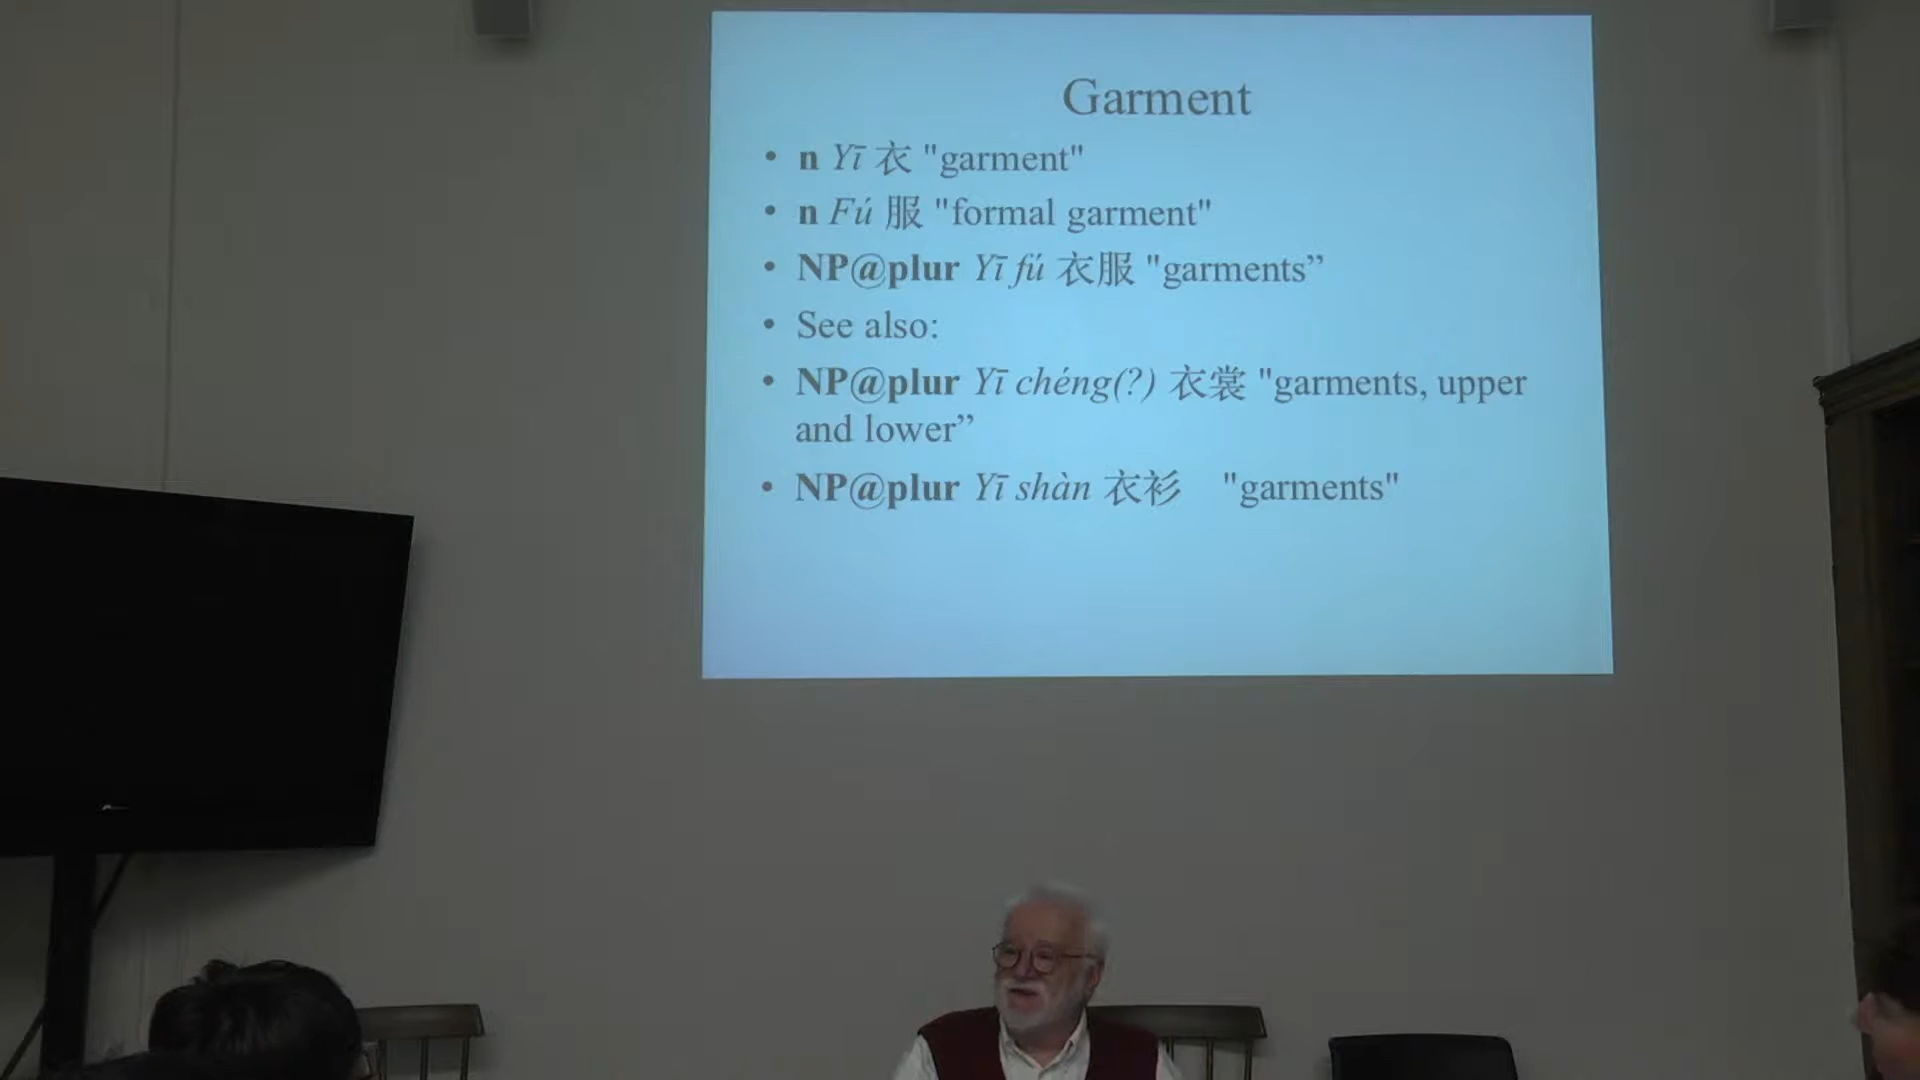 Garment
• n Yī 衣 "garment"
• n Fú 服 "formal garment"
• NP@plur Yī fú 衣服 "garments”
• See also:
• NP@plur Yī chéng(?) 衣裳 "garments, upper
and lower”
• NP@plur Yī shàn 衣衫 "garments"